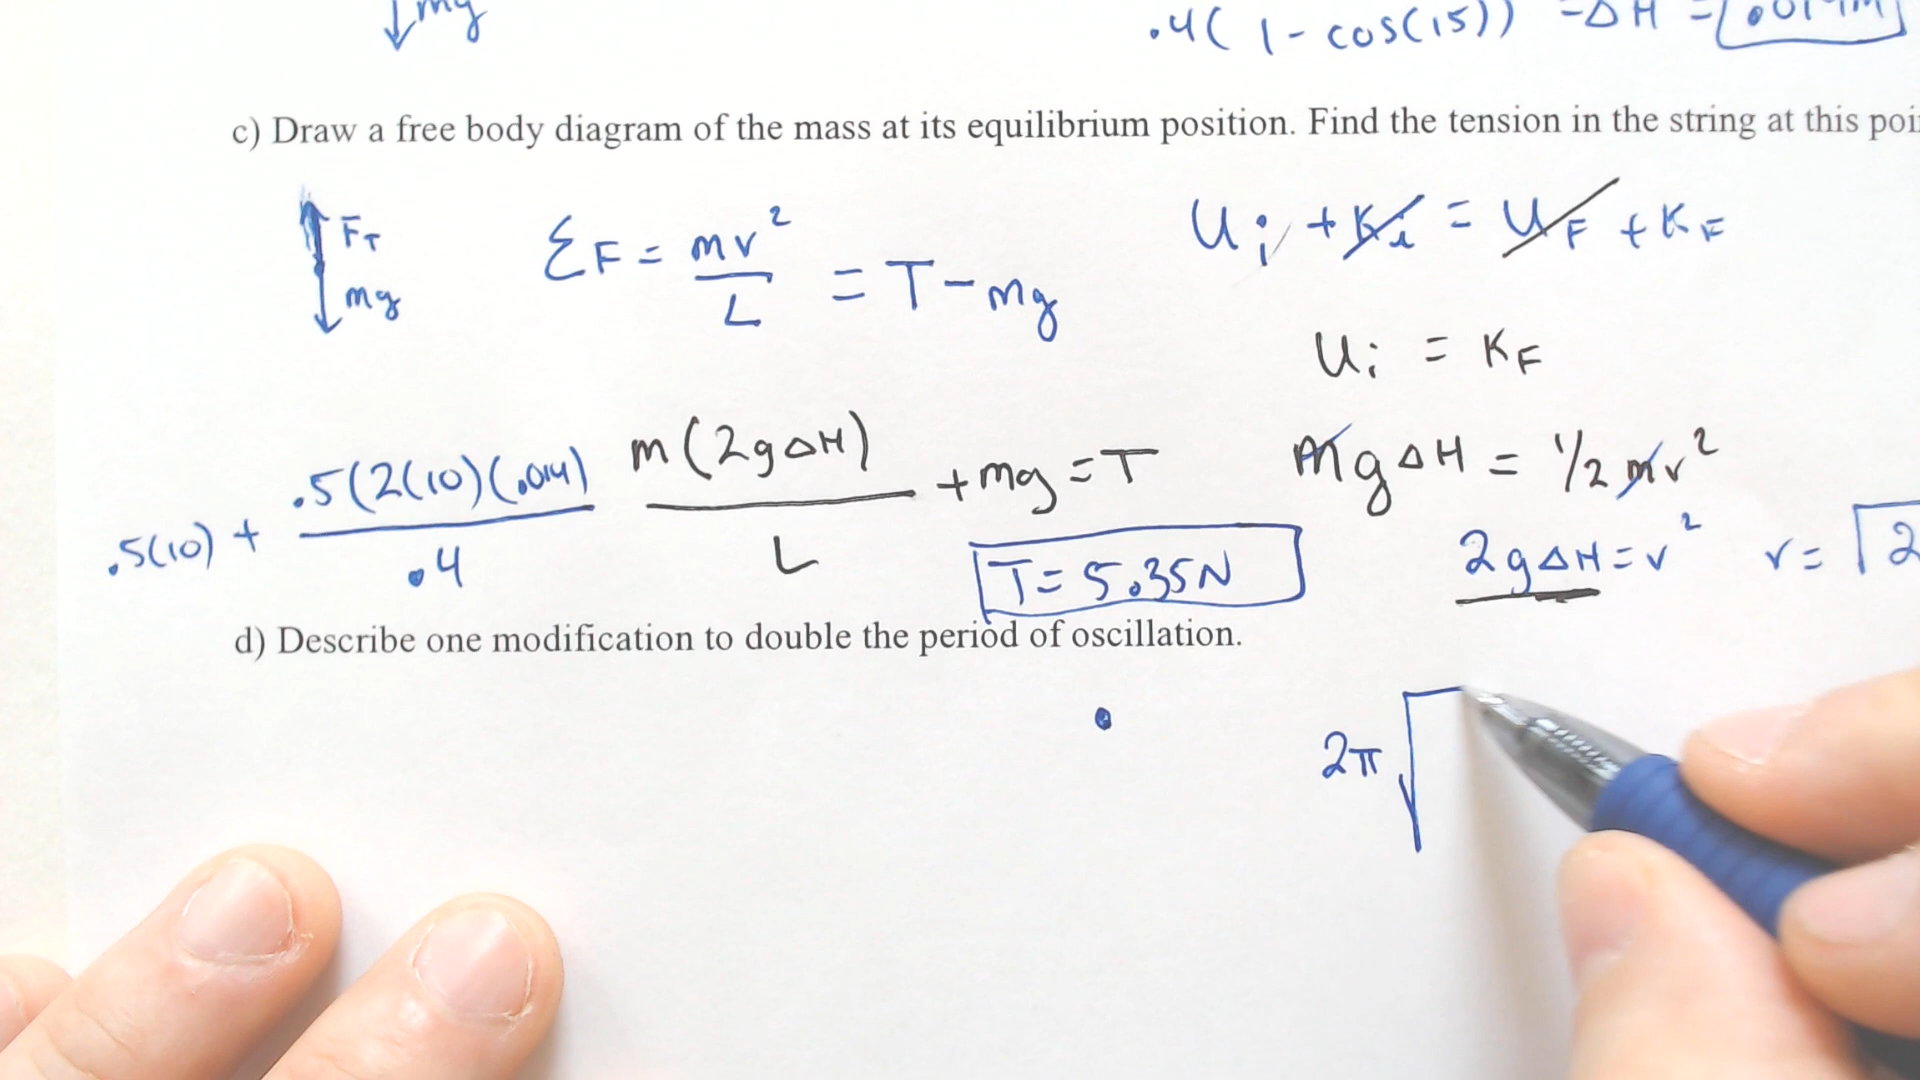 mg
.4( 1 - cos(15)) = ΔH = .014m
c) Draw a free body diagram of the mass at its equilibrium position. Find the tension in the string at this poi
F_T
mg
ΣF = mv²/L = T - mg
U_i + K_i = U_F + K_F
U_i = K_F
.5(10) + .5(2(10)(.014)/.4
m(2gΔH)/L + mg = T
mgΔH = 1/2 mv²
T = 5.35N
2gΔH = v² v = √2
d) Describe one modification to double the period of oscillation.
2π√